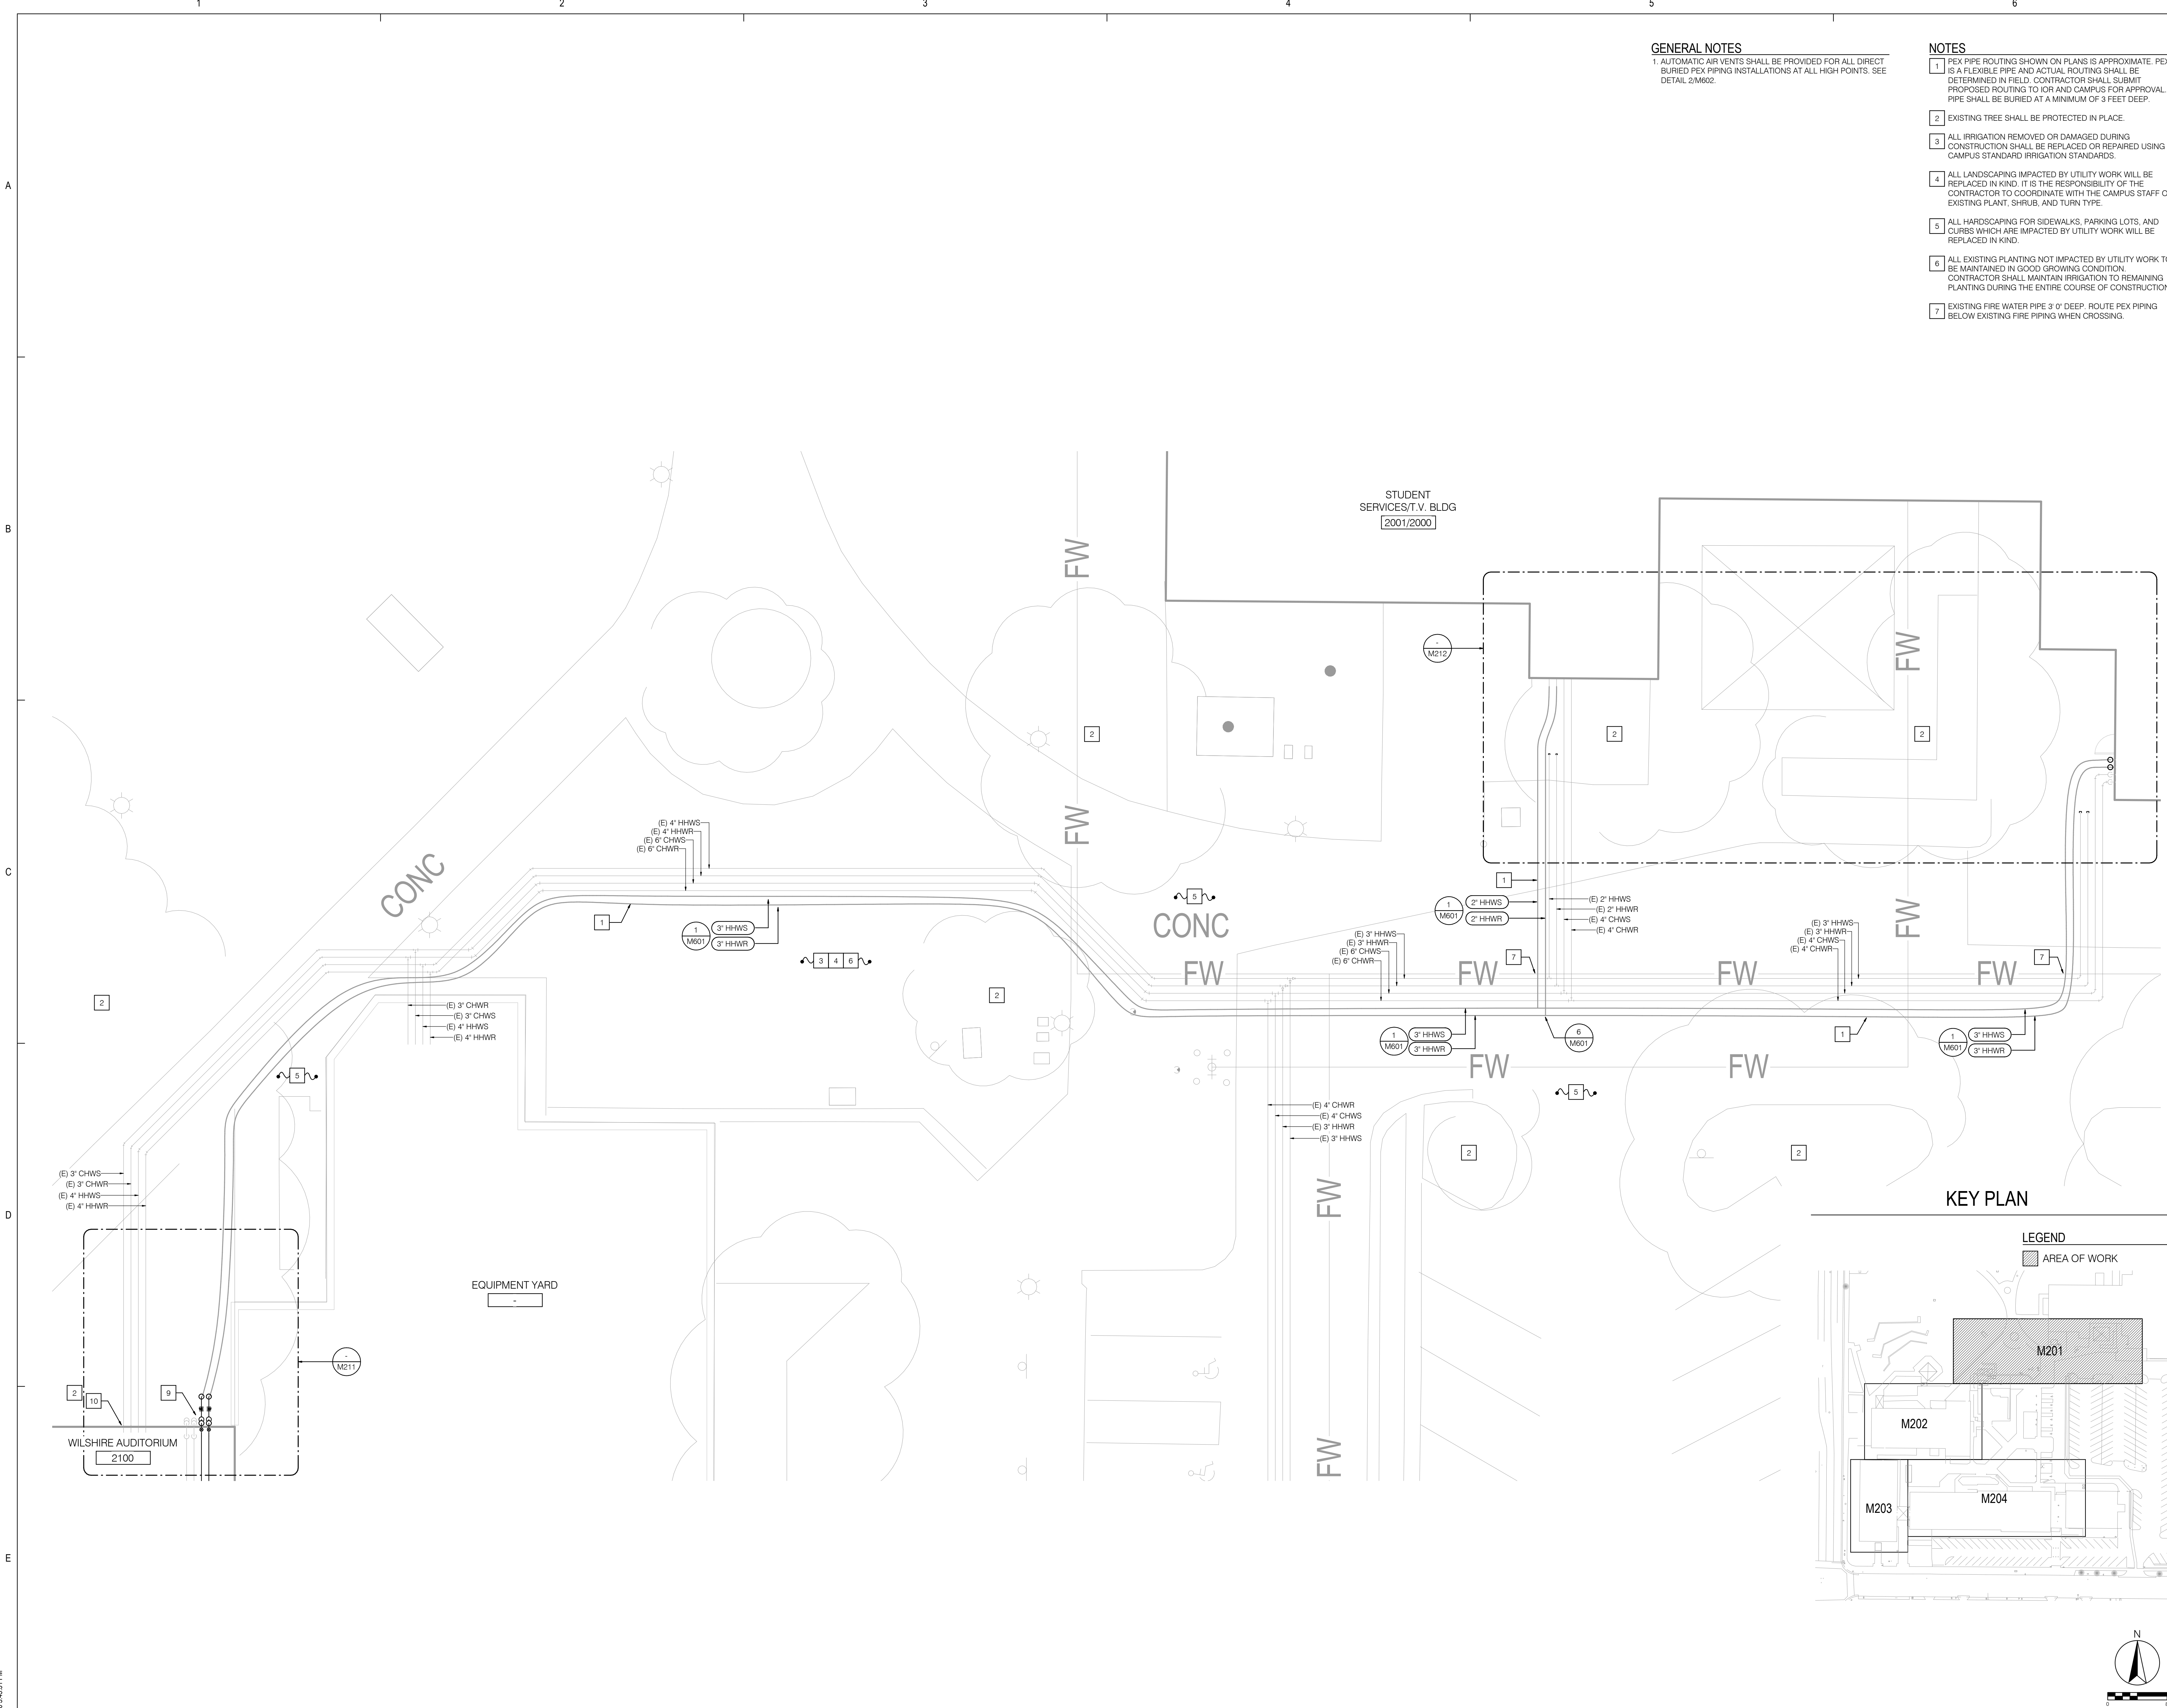 1
2
3
4
5
6
GENERAL NOTES
1. AUTOMATIC AIR VENTS SHALL BE PROVIDED FOR ALL DIRECT
BURIED PEX PIPING INSTALLATIONS AT ALL HIGH POINTS. SEE
DETAIL 2/M602.
NOTES
1 PEX PIPE ROUTING SHOWN ON PLANS IS APPROXIMATE. PEX
IS A FLEXIBLE PIPE AND ACTUAL ROUTING SHALL BE
DETERMINED IN FIELD. CONTRACTOR SHALL SUBMIT
PROPOSED ROUTING TO IOR AND CAMPUS FOR APPROVAL.
PIPE SHALL BE BURIED AT A MINIMUM OF 3 FEET DEEP.
2 EXISTING TREE SHALL BE PROTECTED IN PLACE.
3 ALL IRRIGATION REMOVED OR DAMAGED DURING
CONSTRUCTION SHALL BE REPLACED OR REPAIRED USING
CAMPUS STANDARD IRRIGATION STANDARDS.
4 ALL LANDSCAPING IMPACTED BY UTILITY WORK WILL BE
REPLACED IN KIND. IT IS THE RESPONSIBILITY OF THE
CONTRACTOR TO COORDINATE WITH THE CAMPUS STAFF
EXISTING PLANT, SHRUB, AND TURN TYPE.
5 ALL HARDSCAPING FOR SIDEWALKS, PARKING LOTS, AND
CURBS WHICH ARE IMPACTED BY UTILITY WORK WILL BE
REPLACED IN KIND.
6 ALL EXISTING PLANTING NOT IMPACTED BY UTILITY WORK TO
BE MAINTAINED IN GOOD GROWING CONDITION.
CONTRACTOR SHALL MAINTAIN IRRIGATION TO REMAINING
PLANTING DURING THE ENTIRE COURSE OF CONSTRUCTION
7 EXISTING FIRE WATER PIPE 3' 0" DEEP. ROUTE PEX PIPING
BELOW EXISTING FIRE PIPING WHEN CROSSING.
A
B
STUDENT
SERVICES/T.V. BLDG
2001/2000
FW
FW
-
M212
2
2
2
FW
C
CONC
(E) 4" HHWS
(E) 4" HHWR
(E) 6" CHWS
(E) 6" CHWR
1
1
M601
3" HHWS
3" HHWR
3 4 6
5
CONC
1
1
M601
2" HHWS
2" HHWR
(E) 2" HHWS
(E) 2" HHWR
(E) 4" CHWS
(E) 4" CHWR
FW
(E) 3" HHWS
(E) 3" HHWR
(E) 6" CHWS
(E) 6" CHWR
(E) 3" HHWS
(E) 3" HHWR
(E) 4" CHWS
(E) 4" CHWR
7
7
FW
FW
FW
FW
2
2
(E) 3" CHWR
(E) 3" CHWS
(E) 4" HHWS
(E) 4" HHWR
1
M601
3" HHWS
3" HHWR
6
M601
1
1
M601
3" HHWS
3" HHWR
FW
FW
5
5
(E) 4" CHWR
(E) 4" CHWS
(E) 3" HHWR
(E) 3" HHWS
2
2
D
(E) 3" CHWS
(E) 3" CHWR
(E) 4" HHWS
(E) 4" HHWR
FW
EQUIPMENT YARD
-
-
M211
2
10
9
WILSHIRE AUDITORIUM
2100
FW
KEY PLAN
LEGEND
AREA OF WORK
M201
M202
M203
M204
E
N
0